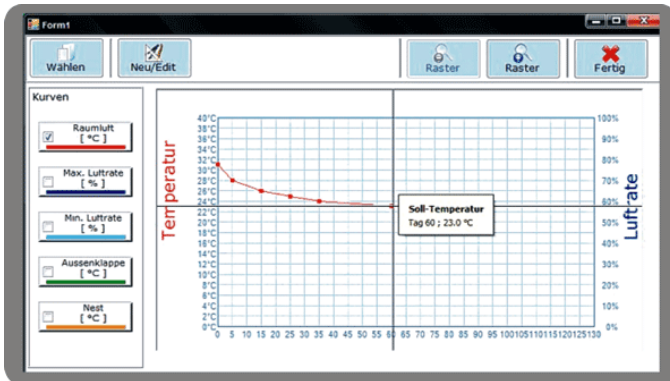 Form1
Wählen
Neu/Edit
Raster
Raster
Fertig
Kurven
Raumluft
[ °C ]
Max. Luftrate
[ % ]
Min. Luftrate
[ % ]
Aussenklappe
[ °C ]
Nest
[ °C ]
Temperatur
40°C
38°C
36°C
34°C
32°C
30°C
28°C
26°C
24°C
22°C
20°C
18°C
16°C
14°C
12°C
10°C
8°C
6°C
4°C
2°C
0°C
0 5 10 15 20 25 30 35 40 45 50 55 60 65 70 75 80 85 90 95 100 105 110 115 120 125 130
Soll-Temperatur
Tag 60 ; 23.0 °C
100%
90%
80%
70%
60%
50%
40%
30%
20%
10%
0%
Luftrate